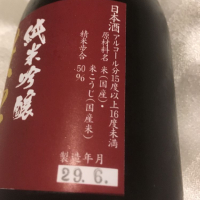 日本酒
アルコール分15度以上16度未満
原材料名 米(国産)・
米こうじ(国産米)
精米歩合 50%
純米吟醸
製造年月
29.6.